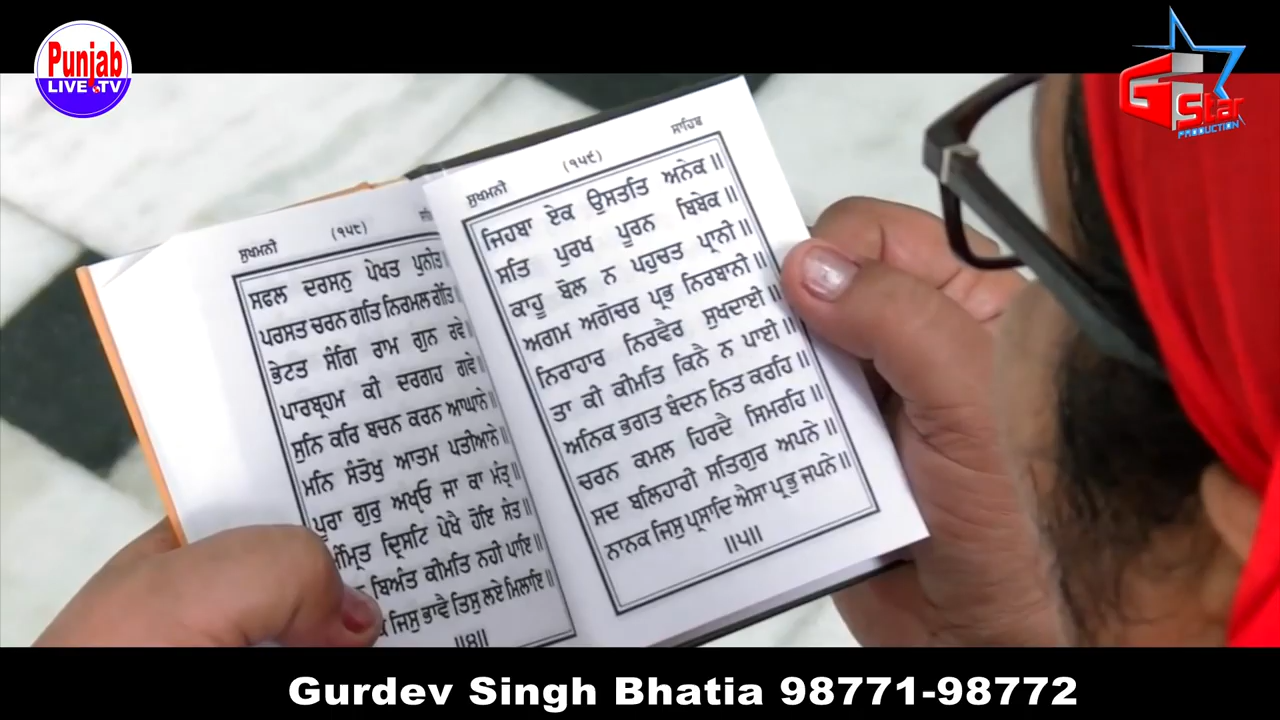 Punjab
LIVE TV
G Star
PRODUCTION
ਸੁਖਮਨੀ (੧੫੮)
ਸਫਲ ਦਰਸਨੁ ਪੇਖਤ ਪੁਨੀਤ
ਪਰਸਤ ਚਰਨ ਗਤਿ ਨਿਰਮਲ ਰੀਤਿ॥
ਭੇਟਤ ਸੰਗਿ ਰਾਮ ਗੁਨ ਰਵੇ॥
ਪਾਰਬ੍ਰਹਮ ਕੀ ਦਰਗਹ ਗਵੇ॥
ਸੁਨਿ ਕਰਿ ਬਚਨ ਕਰਨ ਆਘਾਨੇ॥
ਮਨਿ ਸੰਤੋਖੁ ਆਤਮ ਪਤੀਆਨੇ॥
ਪੂਰਾ ਗੁਰੁ ਅਖ੍ਯਓ ਜਾ ਕਾ ਮੰਤ੍ਰ॥
ਅੰਮ੍ਰਿਤ ਦ੍ਰਿਸਟਿ ਪੇਖੈ ਹੋਇ ਸੰਤ॥
ਬਿਅੰਤ ਕੀਮਤਿ ਨਹੀ ਪਾਇ॥
ਜਿਸੁ ਭਾਵੈ ਤਿਸੁ ਲਏ ਮਿਲਾਇ॥
॥੪॥
ਸੁਖਮਨੀ (੧੫੯) ਸਾਹਿਬ
ਜਿਹਬਾ ਏਕ ਉਸਤਤਿ ਅਨੇਕ॥
ਸਤਿ ਪੁਰਖ ਪੂਰਨ ਬਿਬੇਕ॥
ਕਾਹੂ ਬੋਲ ਨ ਪਹੁਚਤ ਪ੍ਰਾਨੀ॥
ਅਗਮ ਅਗੋਚਰ ਪ੍ਰਭ ਨਿਰਬਾਨੀ॥
ਨਿਰਾਹਾਰ ਨਿਰਵੈਰ ਸੁਖਦਾਈ॥
ਤਾ ਕੀ ਕੀਮਤਿ ਕਿਨੈ ਨ ਪਾਈ॥
ਅਨਿਕ ਭਗਤ ਬੰਦਨ ਨਿਤ ਕਰਹਿ॥
ਚਰਨ ਕਮਲ ਹਿਰਦੈ ਸਿਮਰਹਿ॥
ਸਦ ਬਲਿਹਾਰੀ ਸਤਿਗੁਰ ਅਪਨੇ॥
ਨਾਨਕ ਜਿਸੁ ਪ੍ਰਸਾਦਿ ਐਸਾ ਪ੍ਰਭੁ ਜਪਨੇ॥
॥੫॥
Gurdev Singh Bhatia 98771-98772